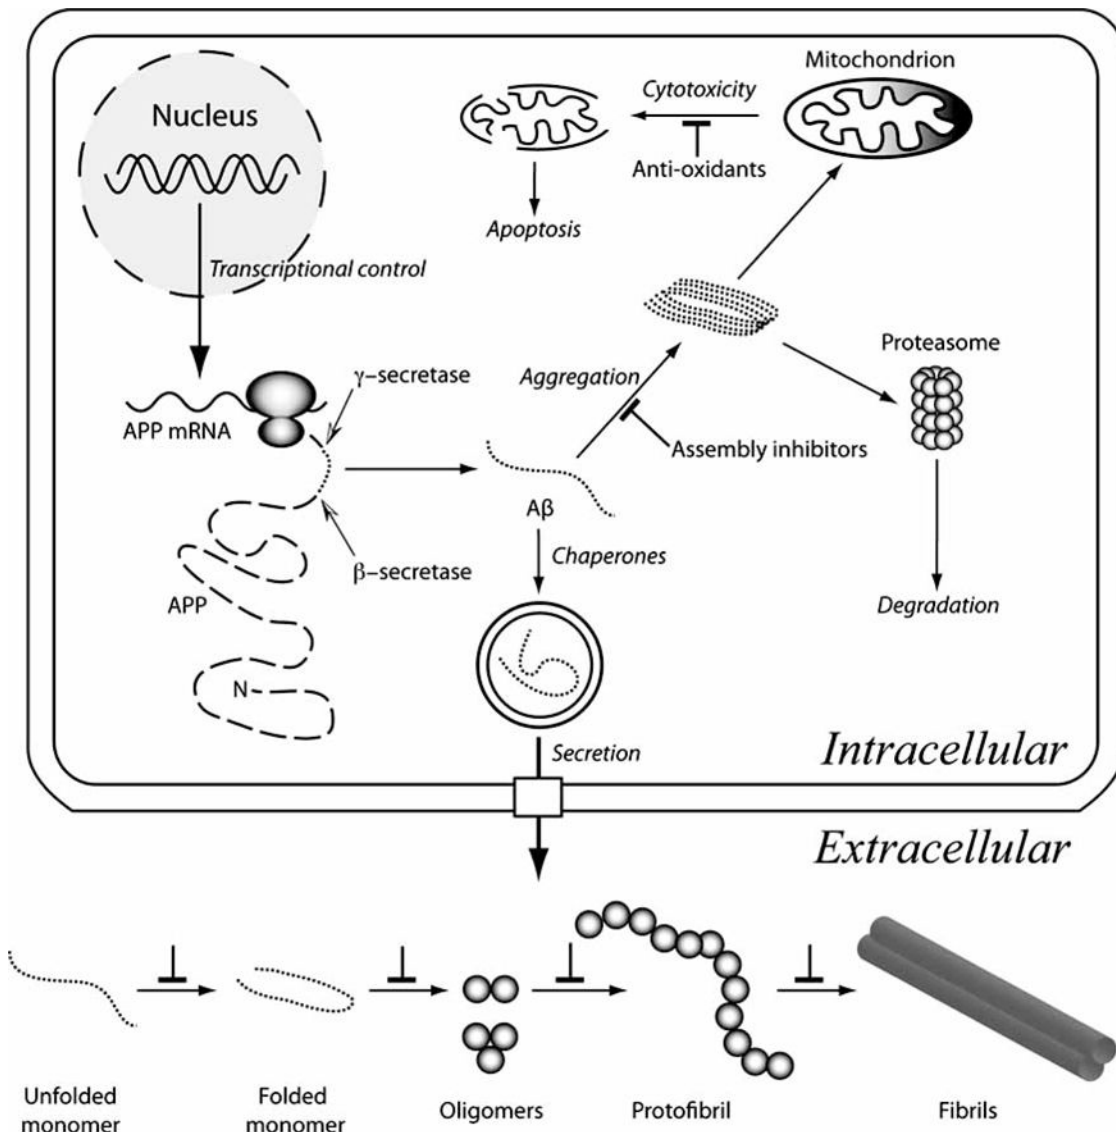 Mitochondrion
Cytotoxicity
Nucleus
Anti-oxidants
Apoptosis
Transcriptional control
Proteasome
γ–secretase
Aggregation
APP mRNA
Assembly inhibitors
Aβ
Chaperones
β–secretase
APP
Degradation
N
Secretion
Intracellular
Extracellular
Unfolded
monomer
Folded
monomer
Oligomers
Protofibril
Fibrils